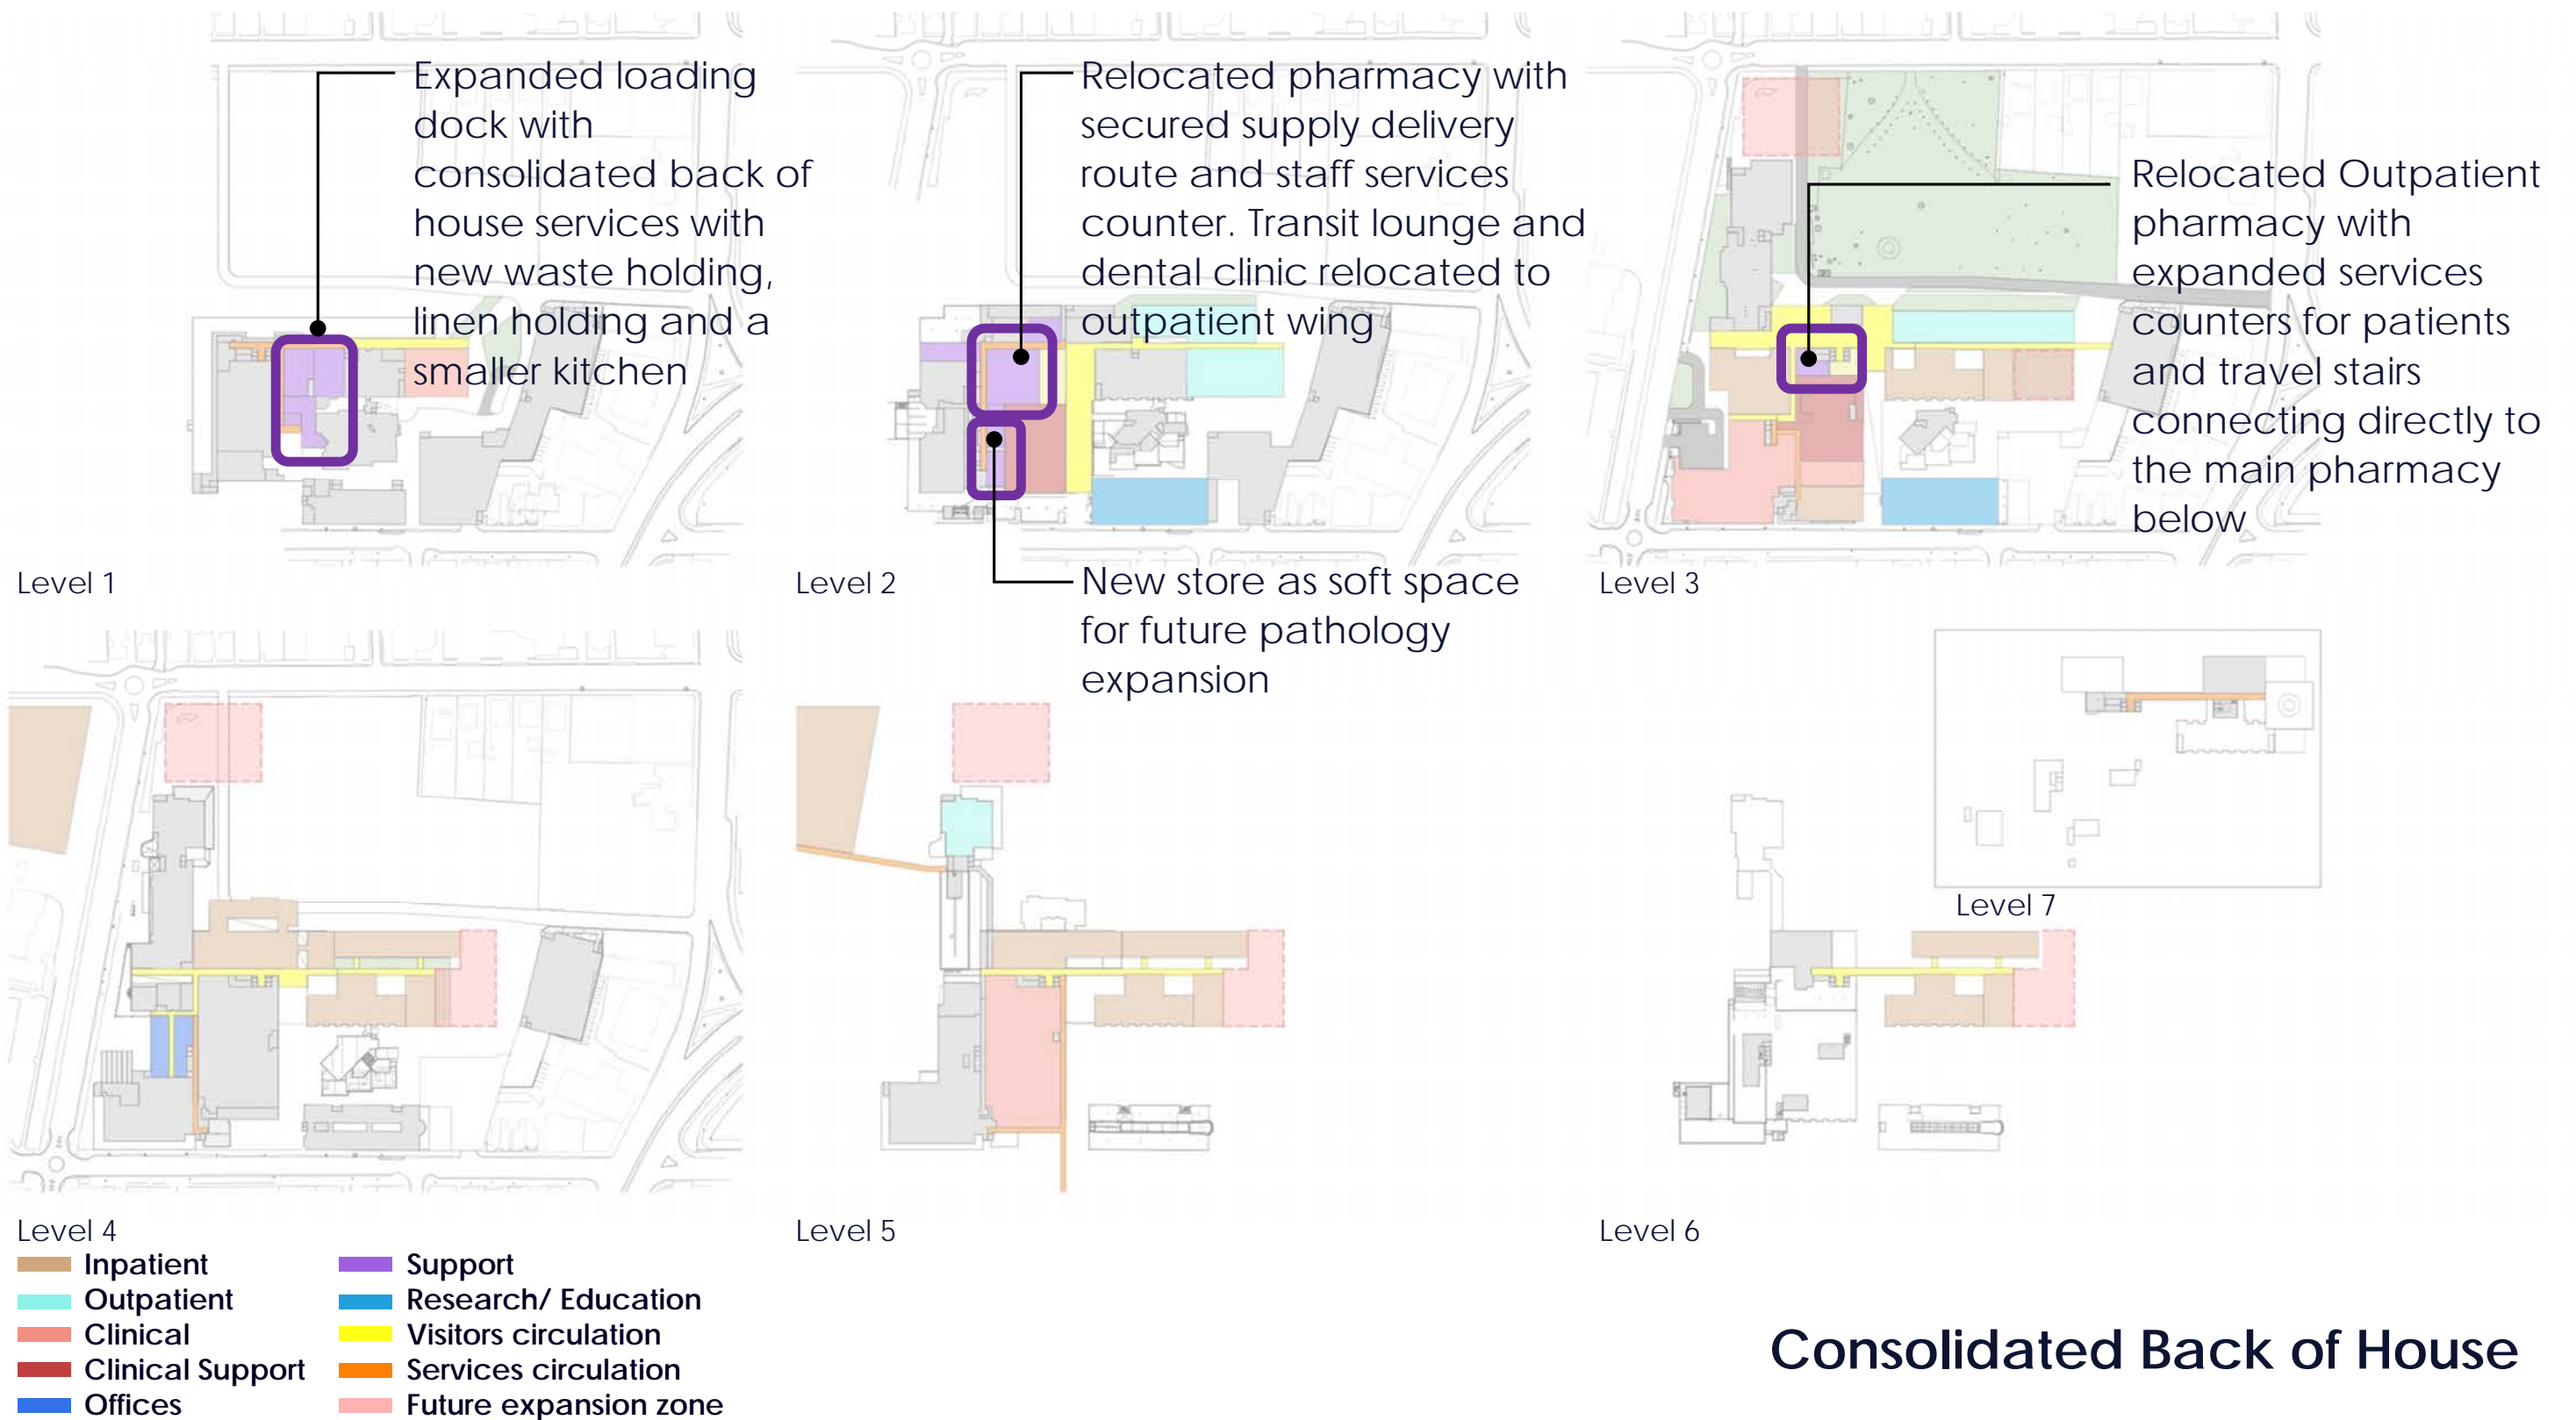 Expanded loading
dock with
consolidated back of
house services with
new waste holding,
linen holding and a
smaller kitchen
Relocated pharmacy with
secured supply delivery
route and staff services
counter. Transit lounge and
dental clinic relocated to
outpatient wing
Relocated Outpatient
pharmacy with
expanded services
counters for patients
and travel stairs
connecting directly to
the main pharmacy
below
Level 1
Level 2
New store as soft space
for future pathology
expansion
Level 3
Level 7
Level 4
Level 5
Level 6
Inpatient
Outpatient
Clinical
Clinical Support
Offices
Support
Research/ Education
Visitors circulation
Services circulation
Future expansion zone
Consolidated Back of House